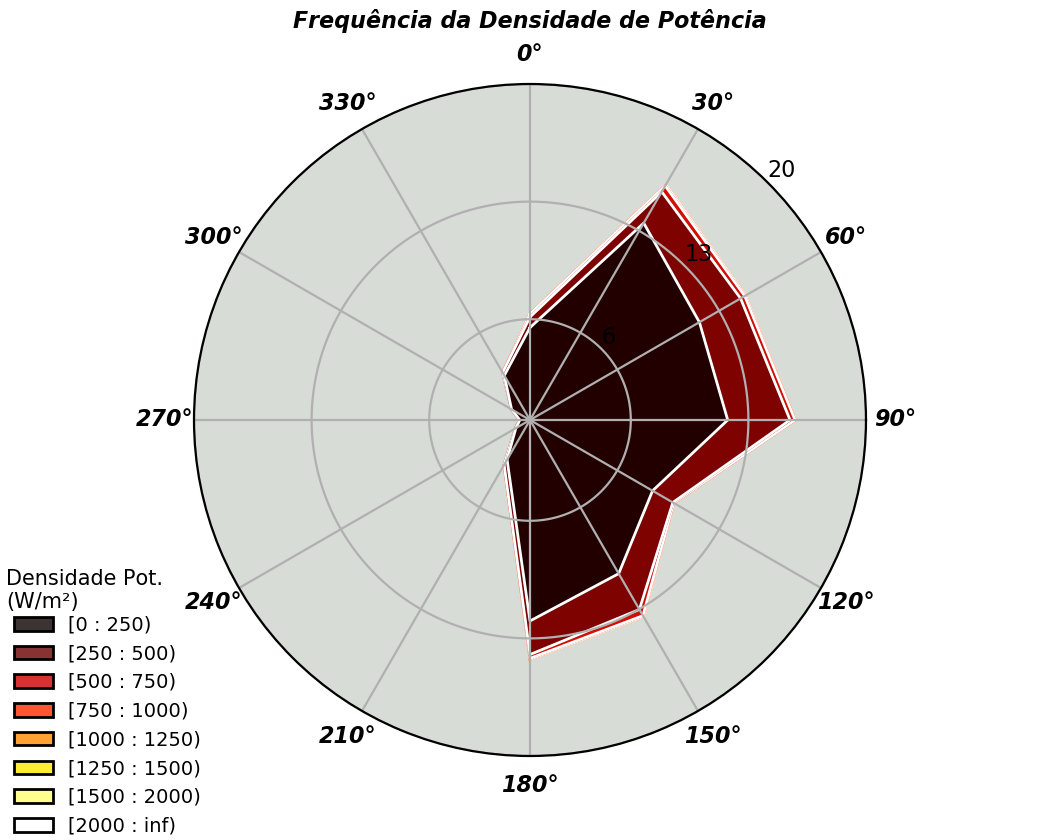 Frequência da Densidade de Potência
0°
330°
30°
20
300°
60°
13
6
270°
90°
240°
120°
210°
150°
180°
Densidade Pot.
(W/m²)
[0 : 250)
[250 : 500)
[500 : 750)
[750 : 1000)
[1000 : 1250)
[1250 : 1500)
[1500 : 2000)
[2000 : inf)